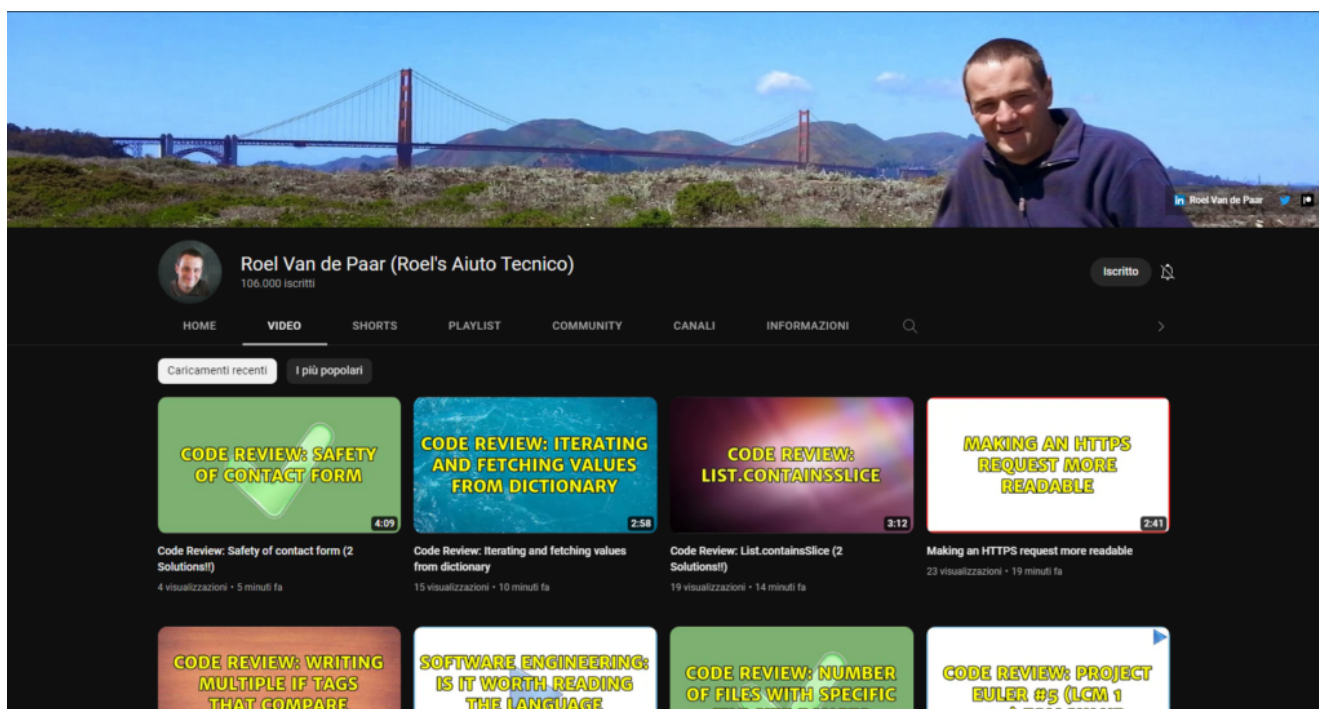 in Roel Van de Paar
Roel Van de Paar (Roel's Aiuto Tecnico)
106.000 iscritti
Iscritto
HOME VIDEO SHORTS PLAYLIST COMMUNITY CANALI INFORMAZIONI
Caricamenti recenti I più popolari
CODE REVIEW: SAFETY
OF CONTACT FORM
4:09
CODE REVIEW: ITERATING
AND FETCHING VALUES
FROM DICTIONARY
2:58
CODE REVIEW:
LIST.CONTAINSSLICE
3:12
MAKING AN HTTPS
REQUEST MORE
READABLE
2:41
Code Review: Safety of contact form (2
Solutions!!)
4 visualizzazioni • 5 minuti fa
Code Review: Iterating and fetching values
from dictionary
15 visualizzazioni • 10 minuti fa
Code Review: List.containsSlice (2
Solutions!!)
19 visualizzazioni • 14 minuti fa
Making an HTTPS request more readable
23 visualizzazioni • 19 minuti fa
CODE REVIEW: WRITING
MULTIPLE IF TAGS
THAT COMPARE
SOFTWARE ENGINEERING:
IS IT WORTH READING
THE LANGUAGE
CODE REVIEW: NUMBER
OF FILES WITH SPECIFIC
CODE REVIEW: PROJECT
EULER #5 (LCM 1